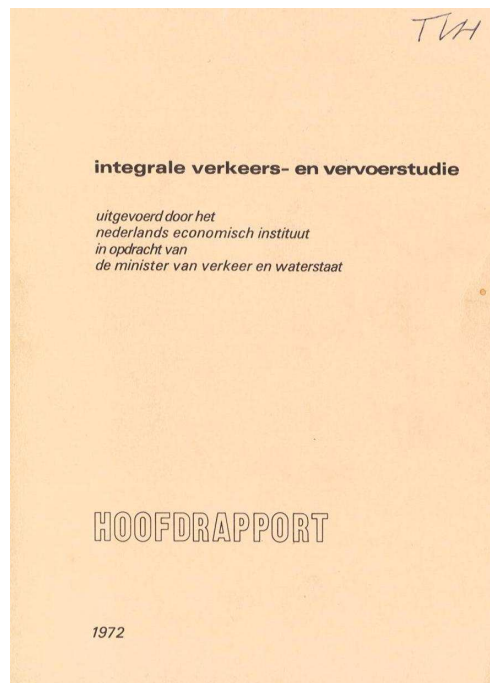 TVH
integrale verkeers- en vervoerstudie
uitgevoerd door het
nederlands economisch instituut
in opdracht van
de minister van verkeer en waterstaat
HOOFDRAPPORT
1972